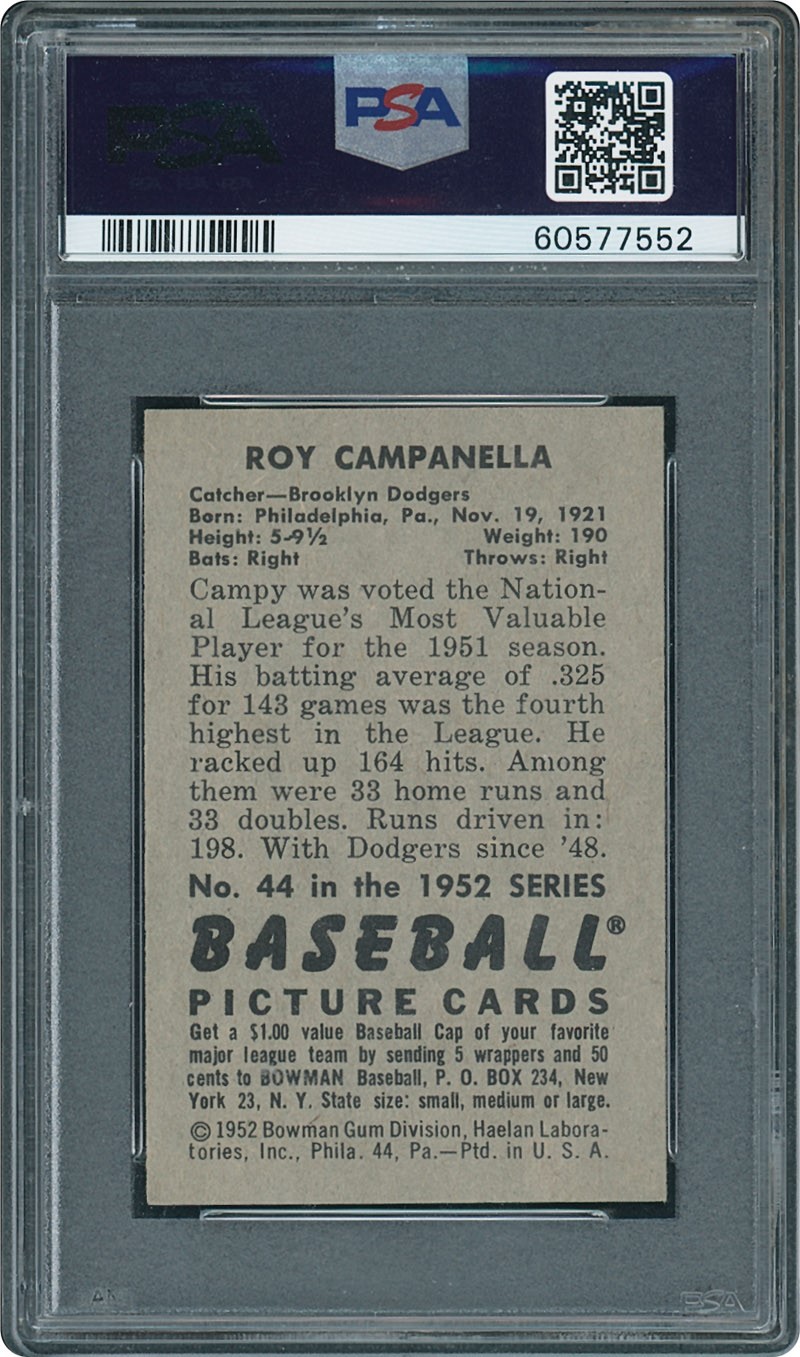 PSA
PSA
60577552
ROY CAMPANELLA
Catcher—Brooklyn Dodgers
Born: Philadelphia, Pa., Nov. 19, 1921
Height: 5-9½ Weight: 190
Bats: Right Throws: Right
Campy was voted the Nation-
al League's Most Valuable
Player for the 1951 season.
His batting average of .325
for 143 games was the fourth
highest in the League. He
racked up 164 hits. Among
them were 33 home runs and
33 doubles. Runs driven in:
198. With Dodgers since '48.
No. 44 in the 1952 SERIES
BASEBALL®
PICTURE CARDS
Get a $1.00 value Baseball Cap of your favorite
major league team by sending 5 wrappers and 50
cents to BOWMAN Baseball, P. O. BOX 234, New
York 23, N. Y. State size: small, medium or large.
© 1952 Bowman Gum Division, Haelan Labora-
tories, Inc., Phila. 44, Pa.—Ptd. in U. S. A.
PSA